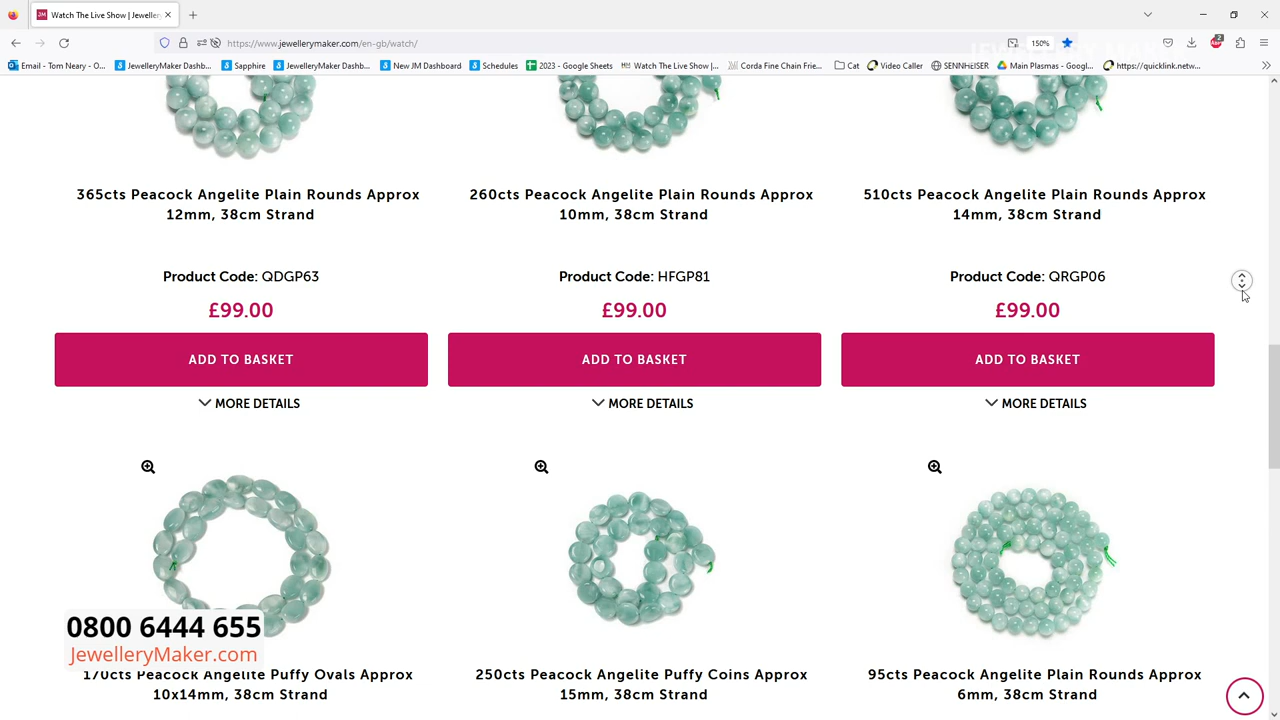 Watch The Live Show | Jeweller
https://www.jewellerymaker.com/en-gb/watch/
150%
2
Email - Tom Neary - O...
JewelleryMaker Dashb...
Sapphire
JewelleryMaker Dashb...
New JM Dashboard
Schedules
2023 - Google Sheets
Watch The Live Show |...
Corda Fine Chain Frie...
Cat
Video Caller
SENNHEISER
Main Plasmas - Googl...
https://quicklink.netw...
365cts Peacock Angelite Plain Rounds Approx
12mm, 38cm Strand
Product Code: QDGP63
£99.00
ADD TO BASKET
MORE DETAILS
260cts Peacock Angelite Plain Rounds Approx
10mm, 38cm Strand
Product Code: HFGP81
£99.00
ADD TO BASKET
MORE DETAILS
510cts Peacock Angelite Plain Rounds Approx
14mm, 38cm Strand
Product Code: QRGP06
£99.00
ADD TO BASKET
MORE DETAILS
170cts Peacock Angelite Puffy Ovals Approx
10x14mm, 38cm Strand
250cts Peacock Angelite Puffy Coins Approx
15mm, 38cm Strand
95cts Peacock Angelite Plain Rounds Approx
6mm, 38cm Strand
0800 6444 655
JewelleryMaker.com